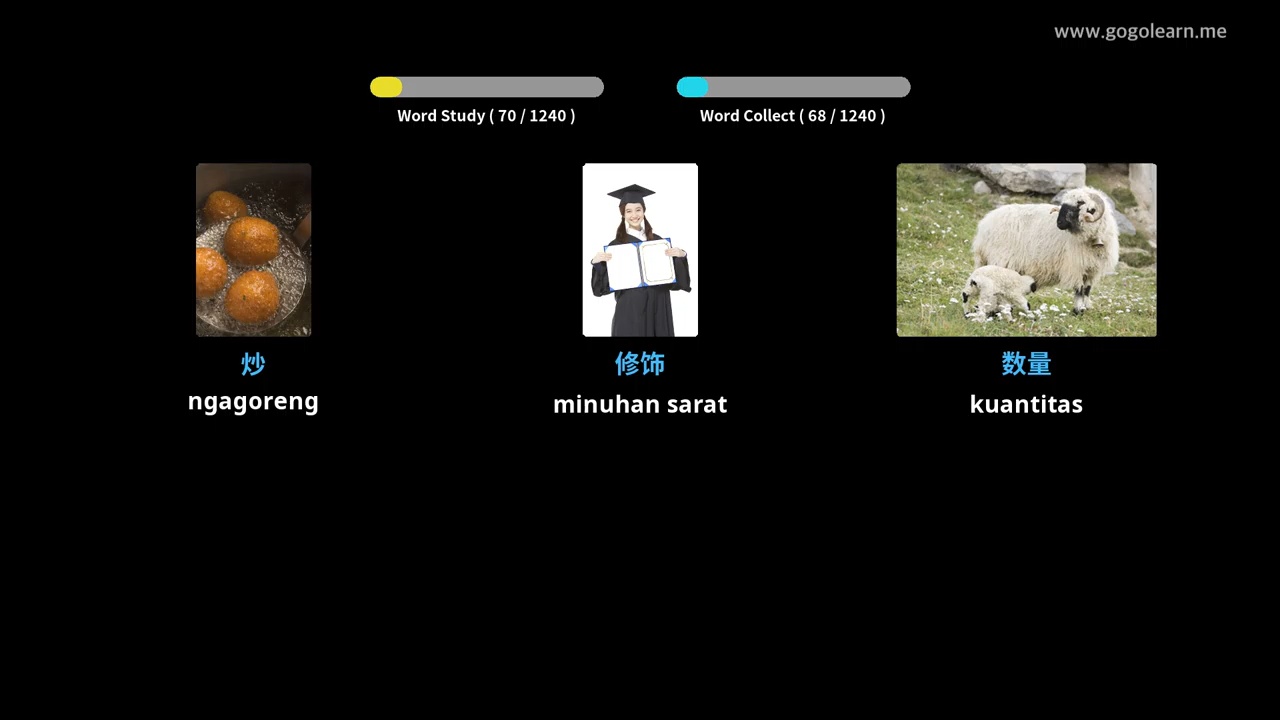 www.gogolearn.me
Word Study ( 70 / 1240 )
Word Collect ( 68 / 1240 )
炒
ngagoreng
修饰
minuhan sarat
数量
kuantitas